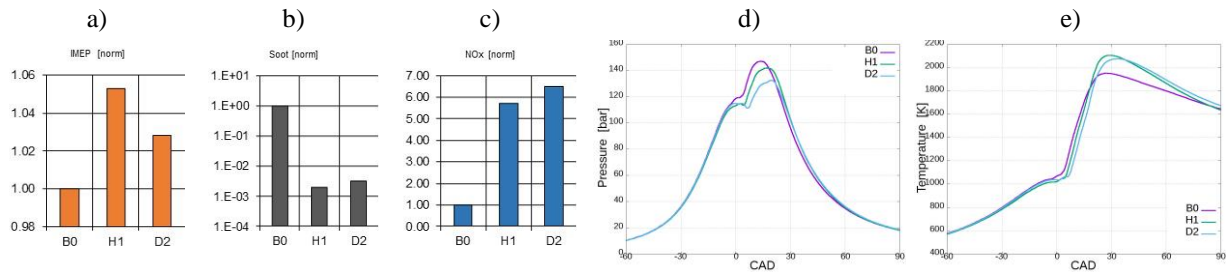 a) b) c) d) e)
IMEP [norm]
1.06
1.04
1.02
1.00
0.98
B0 H1 D2
Soot [norm]
1.E+01
1.E+00
1.E-01
1.E-02
1.E-03
1.E-04
B0 H1 D2
NOx [norm]
7.00
6.00
5.00
4.00
3.00
2.00
1.00
0.00
B0 H1 D2
Pressure [bar]
160
140
120
100
80
60
40
20
0
-60 -30 0 30 60 90
CAD
B0
H1
D2
Temperature [K]
2200
2000
1800
1600
1400
1200
1000
800
600
400
-60 -30 0 30 60 90
CAD
B0
H1
D2